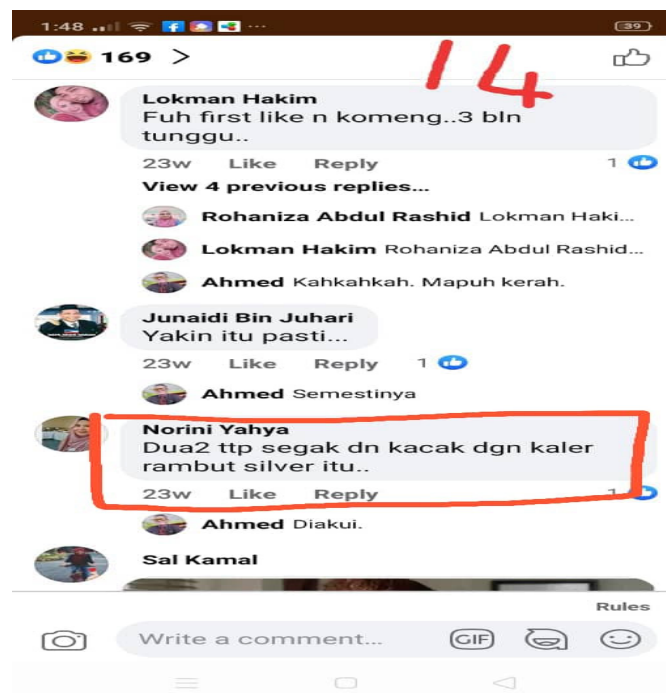 1:48
39
169 >
14
Lokman Hakim
Fuh first like n komeng..3 bln
tunggu..
23w Like Reply 1
View 4 previous replies...
Rohaniza Abdul Rashid Lokman Haki...
Lokman Hakim Rohaniza Abdul Rashid...
Ahmed Kahkahkah. Mapuh kerah.
Junaidi Bin Juhari
Yakin itu pasti...
23w Like Reply 1
Ahmed Semestinya
Norini Yahya
Dua2 ttp segak dn kacak dgn kaler
rambut silver itu..
23w Like Reply 1
Ahmed Diakui.
Sal Kamal
Rules
Write a comment...
GIF